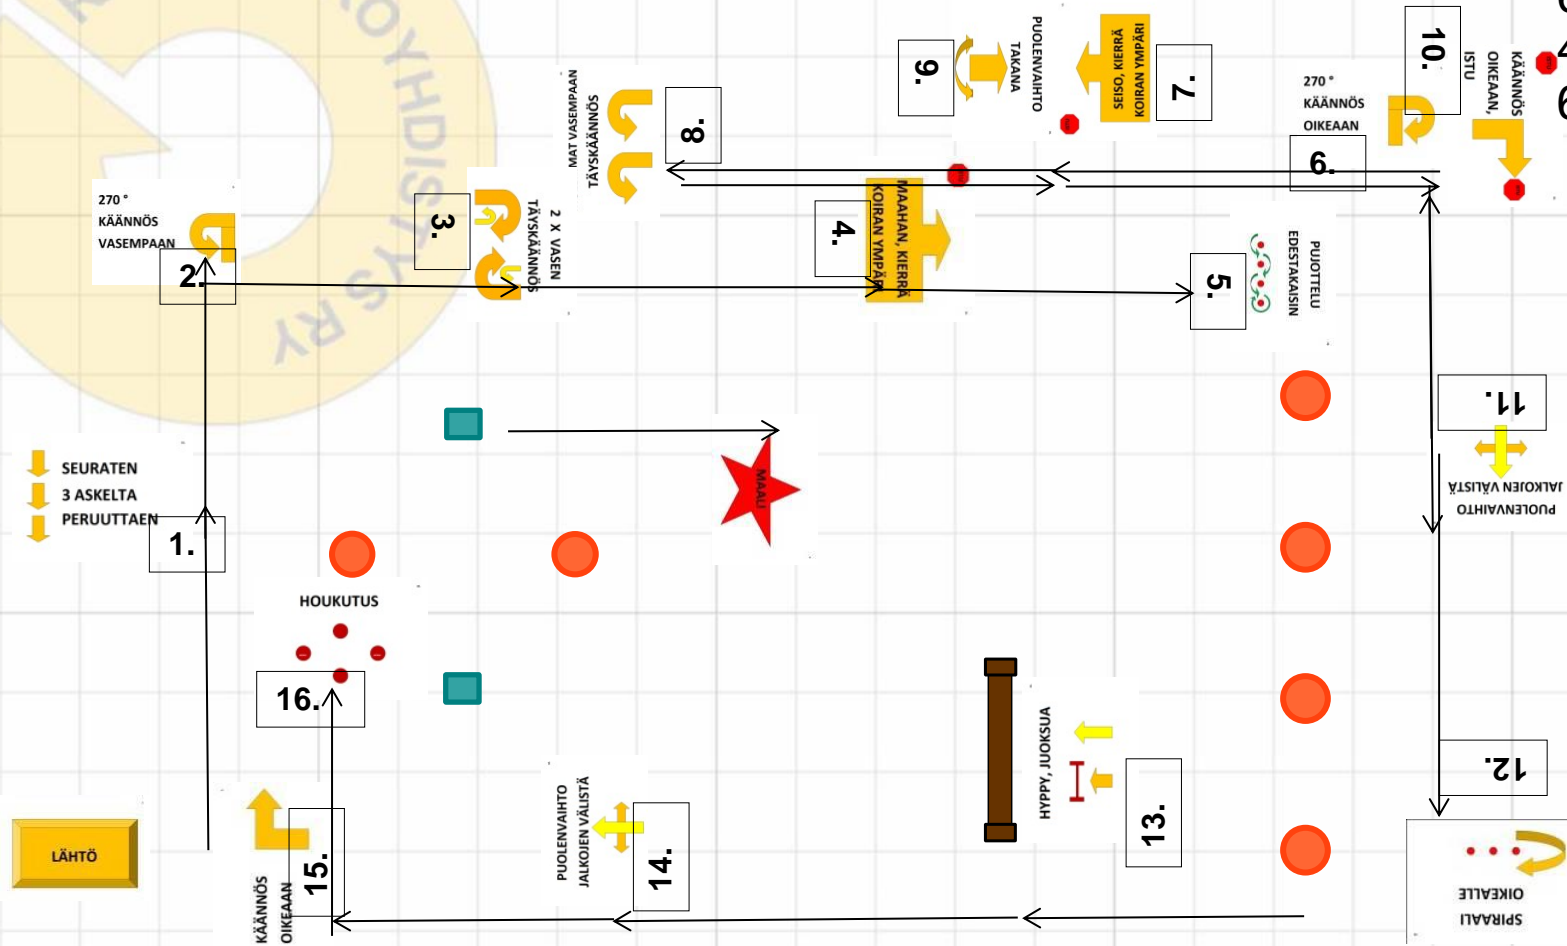 LÄHTÖ
1.
SEURATEN
3 ASKELTA
PERUUTTAEN
2.
270 °
KÄÄNNÖS
VASEMPAAN
3.
2 X VASEN
TÄYSKÄÄNNÖS
4.
MAAHAN, KIERRÄ
KOIRAN YMPÄRI
5.
PUJOTTELU
EDESTAKAISIN
6.
270 °
KÄÄNNÖS
OIKEAAN
7.
SEISO, KIERRÄ
KOIRAN YMPÄRI
8.
MAT VASEMPAAN
TÄYSKÄÄNNÖS
9.
PUOLENVAIHTO
TAKANA
10.
KÄÄNNÖS
OIKEAAN,
ISTU
11.
PUOLENVAIHTO
JALKOJEN VÄLISTÄ
12.
SPIRAALI
OIKEALLE
13.
HYPPY, JUOKSUA
14.
PUOLENVAIHTO
JALKOJEN VÄLISTÄ
15.
KÄÄNNÖS
OIKEAAN
16.
HOUKUTUS
MAALI
OYHDISTYS RY